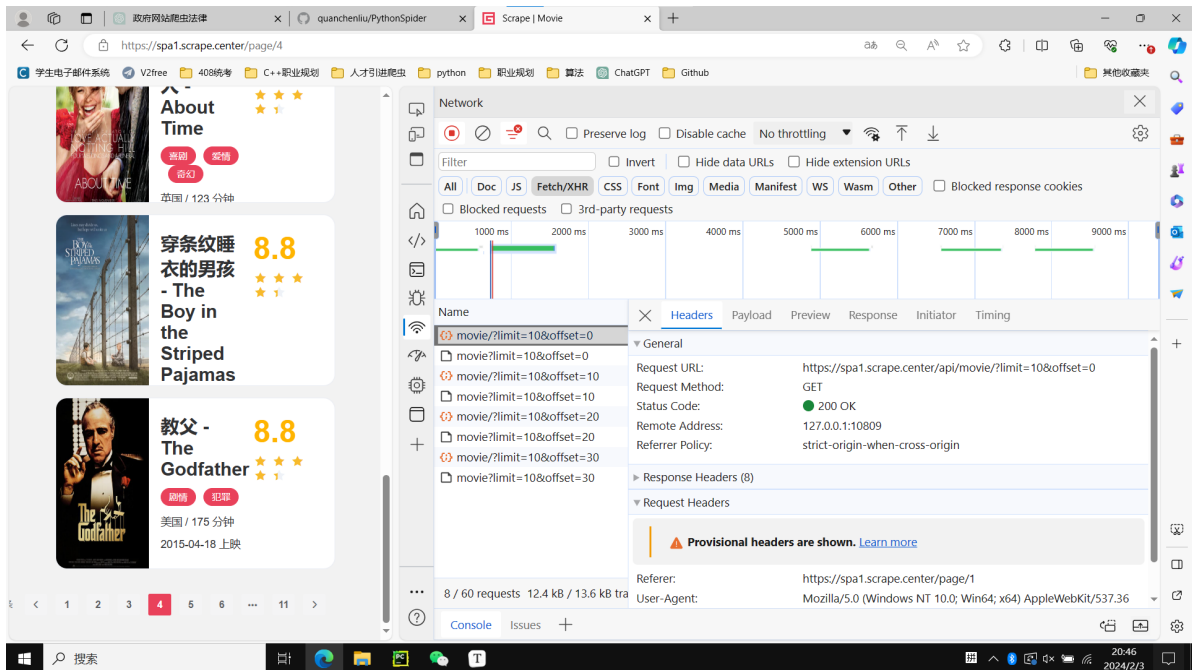 政府网站爬虫法律
quanchenliu/PythonSpider
Scrape | Movie
https://spa1.scrape.center/page/4
学生电子邮件系统
V2free
408统考
C++职业规划
人才引进爬虫
python
职业规划
算法
ChatGPT
Github
其他收藏夹
About
Time
喜剧
爱情
奇幻
英国 / 123 分钟
ABOUT TIME
THE BOY IN THE
STRIPED
PAJAMAS
穿条纹睡
衣的男孩
- The
Boy in
the
Striped
Pajamas
8.8
The
Godfather
教父 -
The
Godfather
8.8
剧情
犯罪
美国 / 175 分钟
2015-04-18 上映
1
2
3
4
5
6
11
Network
Preserve log
Disable cache
No throttling
Filter
Invert
Hide data URLs
Hide extension URLs
All
Doc
JS
Fetch/XHR
CSS
Font
Img
Media
Manifest
WS
Wasm
Other
Blocked response cookies
Blocked requests
3rd-party requests
1000 ms
2000 ms
3000 ms
4000 ms
5000 ms
6000 ms
7000 ms
8000 ms
9000 ms
Name
movie/?limit=10&offset=0
movie?limit=10&offset=0
movie/?limit=10&offset=10
movie?limit=10&offset=10
movie/?limit=10&offset=20
movie?limit=10&offset=20
movie/?limit=10&offset=30
movie?limit=10&offset=30
8 / 60 requests 12.4 kB / 13.6 kB tra
Headers
Payload
Preview
Response
Initiator
Timing
General
Request URL: https://spa1.scrape.center/api/movie/?limit=10&offset=0
Request Method: GET
Status Code: 200 OK
Remote Address: 127.0.0.1:10809
Referrer Policy: strict-origin-when-cross-origin
Response Headers (8)
Request Headers
Provisional headers are shown. Learn more
Referer: https://spa1.scrape.center/page/1
User-Agent: Mozilla/5.0 (Windows NT 10.0; Win64; x64) AppleWebKit/537.36
Console
Issues
搜索
20:46
2024/2/3